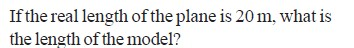 If the real length of the plane is 20 m, what is
the length of the model?